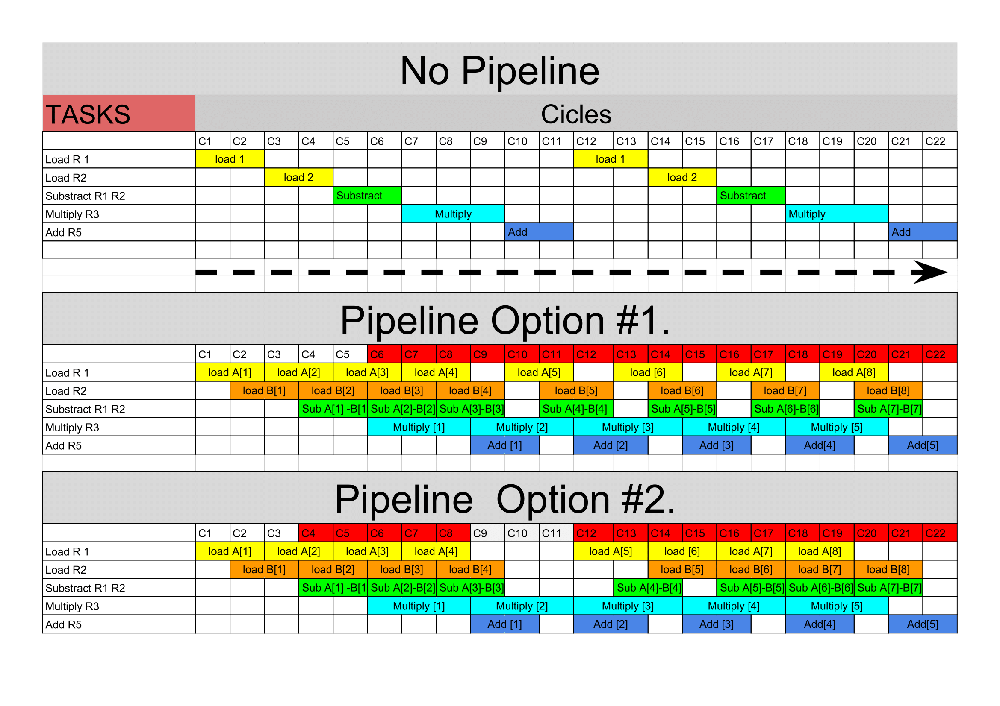 No Pipeline
TASKS Cicles
C1 C2 C3 C4 C5 C6 C7 C8 C9 C10 C11 C12 C13 C14 C15 C16 C17 C18 C19 C20 C21 C22
Load R 1 load 1 load 1
Load R2 load 2 load 2
Substract R1 R2 Substract Substract
Multiply R3 Multiply Multiply
Add R5 Add Add
Pipeline Option #1.
C1 C2 C3 C4 C5 C6 C7 C8 C9 C10 C11 C12 C13 C14 C15 C16 C17 C18 C19 C20 C21 C22
Load R 1 load A[1] load A[2] load A[3] load A[4] load A[5] load [6] load A[7] load A[8]
Load R2 load B[1] load B[2] load B[3] load B[4] load B[5] load B[6] load B[7] load B[8]
Substract R1 R2 Sub A[1] -B[1 Sub A[2]-B[2] Sub A[3]-B[3] Sub A[4]-B[4] Sub A[5]-B[5] Sub A[6]-B[6] Sub A[7]-B[7]
Multiply R3 Multiply [1] Multiply [2] Multiply [3] Multiply [4] Multiply [5]
Add R5 Add [1] Add [2] Add [3] Add[4] Add[5]
Pipeline Option #2.
C1 C2 C3 C4 C5 C6 C7 C8 C9 C10 C11 C12 C13 C14 C15 C16 C17 C18 C19 C20 C21 C22
Load R 1 load A[1] load A[2] load A[3] load A[4] load A[5] load [6] load A[7] load A[8]
Load R2 load B[1] load B[2] load B[3] load B[4] load B[5] load B[6] load B[7] load B[8]
Substract R1 R2 Sub A[1] -B[1 Sub A[2]-B[2] Sub A[3]-B[3] Sub A[4]-B[4] Sub A[5]-B[5] Sub A[6]-B[6] Sub A[7]-B[7]
Multiply R3 Multiply [1] Multiply [2] Multiply [3] Multiply [4] Multiply [5]
Add R5 Add [1] Add [2] Add [3] Add[4] Add[5]